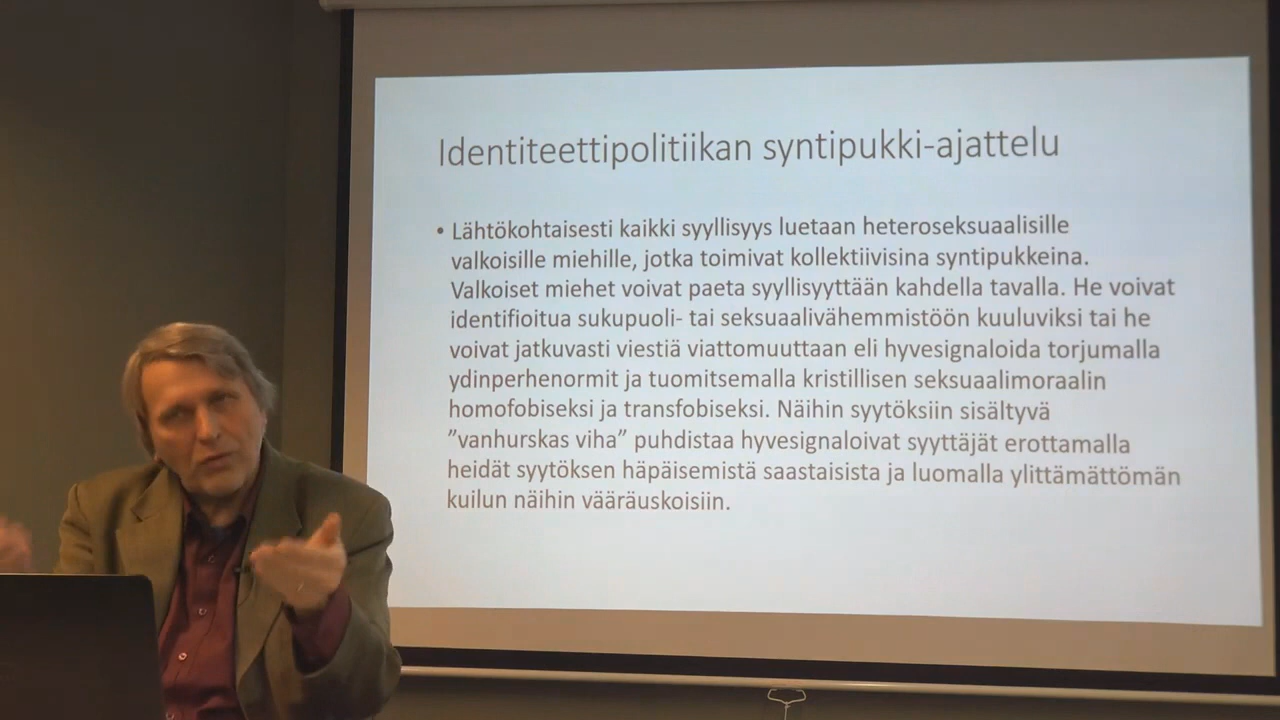 Identiteettipolitiikan syntipukki-ajattelu
• Lähtökohtaisesti kaikki syyllisyys luetaan heteroseksuaalisille
valkoisille miehille, jotka toimivat kollektiivisina syntipukkeina.
Valkoiset miehet voivat paeta syyllisyyttään kahdella tavalla. He voivat
identifioitua sukupuoli- tai seksuaalivähemmistöön kuuluviksi tai he
voivat jatkuvasti viestiä viattomuuttaan eli hyvesignaloida torjumalla
ydinperhenormit ja tuomitsemalla kristillisen seksuaalimoraalin
homofobiseksi ja transfobiseksi. Näihin syytöksiin sisältyvä
”vanhurskas viha” puhdistaa hyvesignaloivat syyttäjät erottamalla
heidät syytöksen häpäisemistä saastaisista ja luomalla ylittämättömän
kuilun näihin vääräuskoisiin.